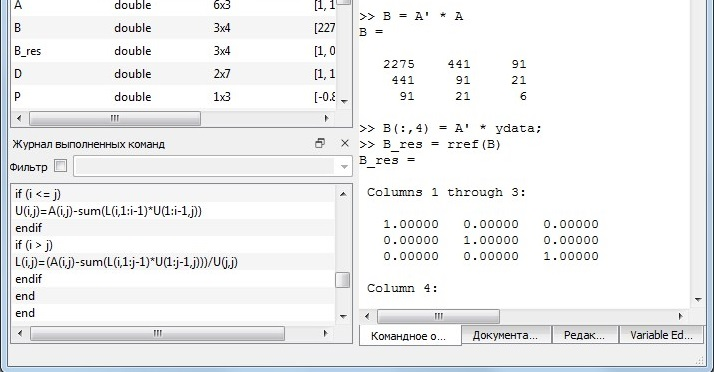 A double 6x3 [1, 1
B double 3x4 [227
B_res double 3x4 [1, 0
D double 2x7 [1, 1
P double 1x3 [-0.8
Журнал выполненных команд
Фильтр
if (i <= j)
U(i,j)=A(i,j)-sum(L(i,1:i-1)*U(1:i-1,j))
endif
if (i > j)
L(i,j)=(A(i,j)-sum(L(i,1:j-1)*U(1:j-1,j)))/U(j,j)
endif
end
end
>> B = A' * A
B =
2275 441 91
441 91 21
91 21 6
>> B(:,4) = A' * ydata;
>> B_res = rref(B)
B_res =
Columns 1 through 3:
1.00000 0.00000 0.00000
0.00000 1.00000 0.00000
0.00000 0.00000 1.00000
Column 4:
Командное о... Документа... Редак... Variable Ed...